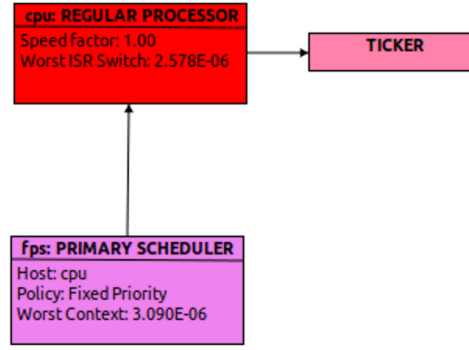 cpu: REGULAR PROCESSOR
Speed factor: 1.00
Worst ISR Switch: 2.578E-06
TICKER
fps: PRIMARY SCHEDULER
Host: cpu
Policy: Fixed Priority
Worst Context: 3.090E-06